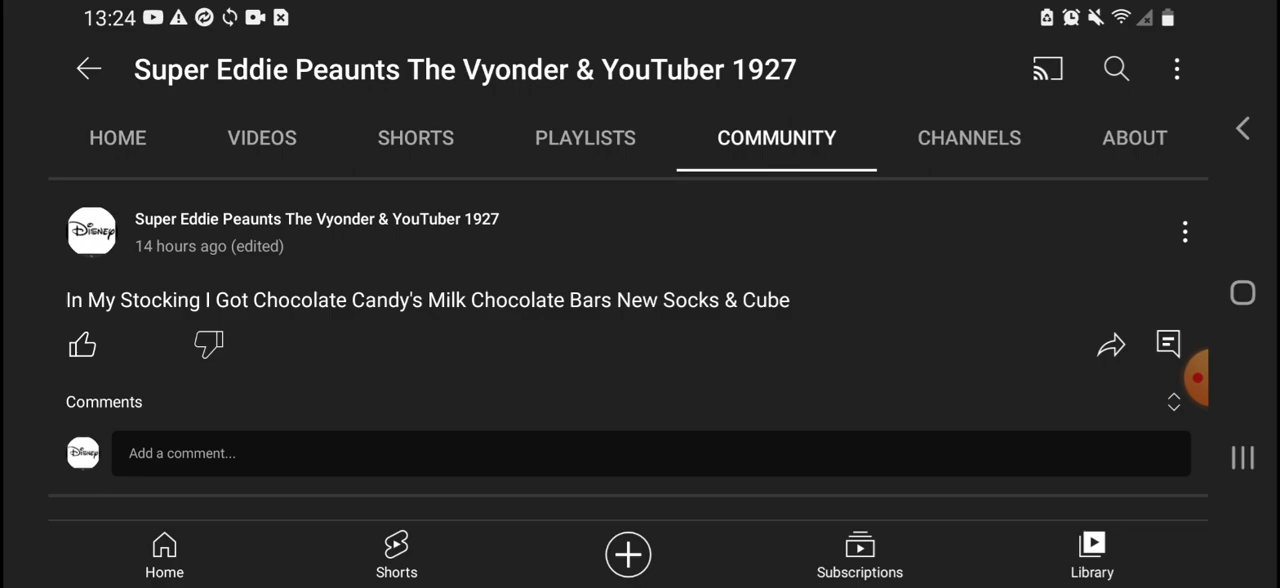 13:24
Super Eddie Peaunts The Vyonder & YouTuber 1927
HOME VIDEOS SHORTS PLAYLISTS COMMUNITY CHANNELS ABOUT
Disney
Super Eddie Peaunts The Vyonder & YouTuber 1927
14 hours ago (edited)
In My Stocking I Got Chocolate Candy's Milk Chocolate Bars New Socks & Cube
Comments
Disney
Add a comment...
Home Shorts Subscriptions Library